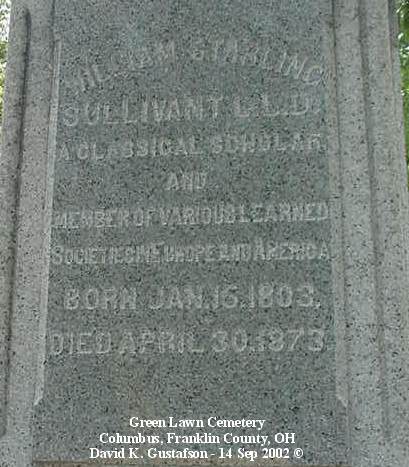 WILLIAM STARLING
SULLIVANT L.L.D.
A CLASSICAL SCHOLAR
AND
MEMBER OF VARIOUS LEARNED
SOCIETIES IN EUROPE AND AMERICA
BORN JAN. 15. 1803.
DIED APRIL 30. 1873.
Green Lawn Cemetery
Columbus, Franklin County, OH
David K. Gustafson - 14 Sep 2002 ©